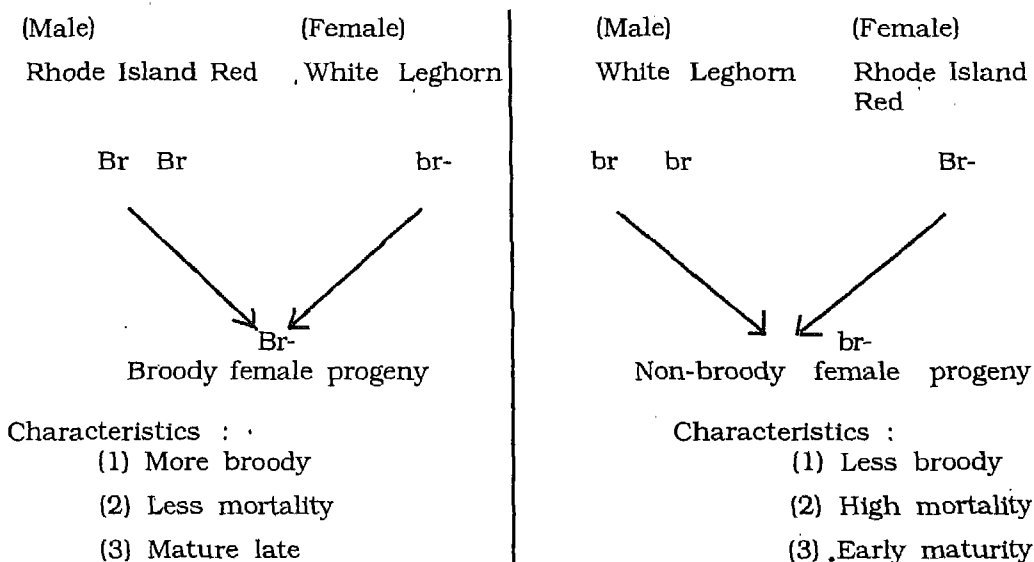 (Male) (Female)
Rhode Island Red White Leghorn
Br Br br-
Br-
Broody female progeny
Characteristics :
(1) More broody
(2) Less mortality
(3) Mature late
(Male) (Female)
White Leghorn Rhode Island
Red
br br Br-
br-
Non-broody female progeny
Characteristics :
(1) Less broody
(2) High mortality
(3) Early maturity